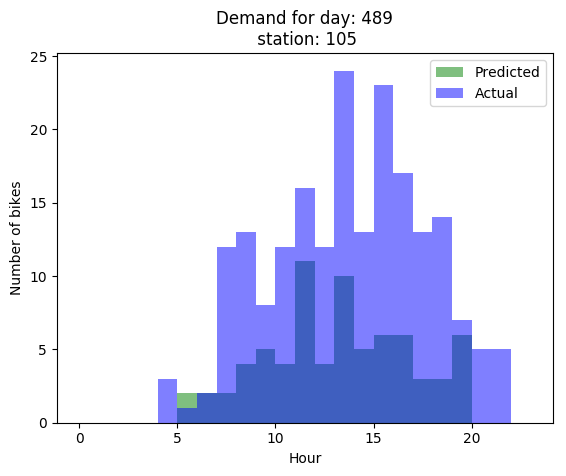 Demand for day: 489
station: 105
25
20
15
10
5
0
Number of bikes
Predicted
Actual
0
5
10
15
20
Hour